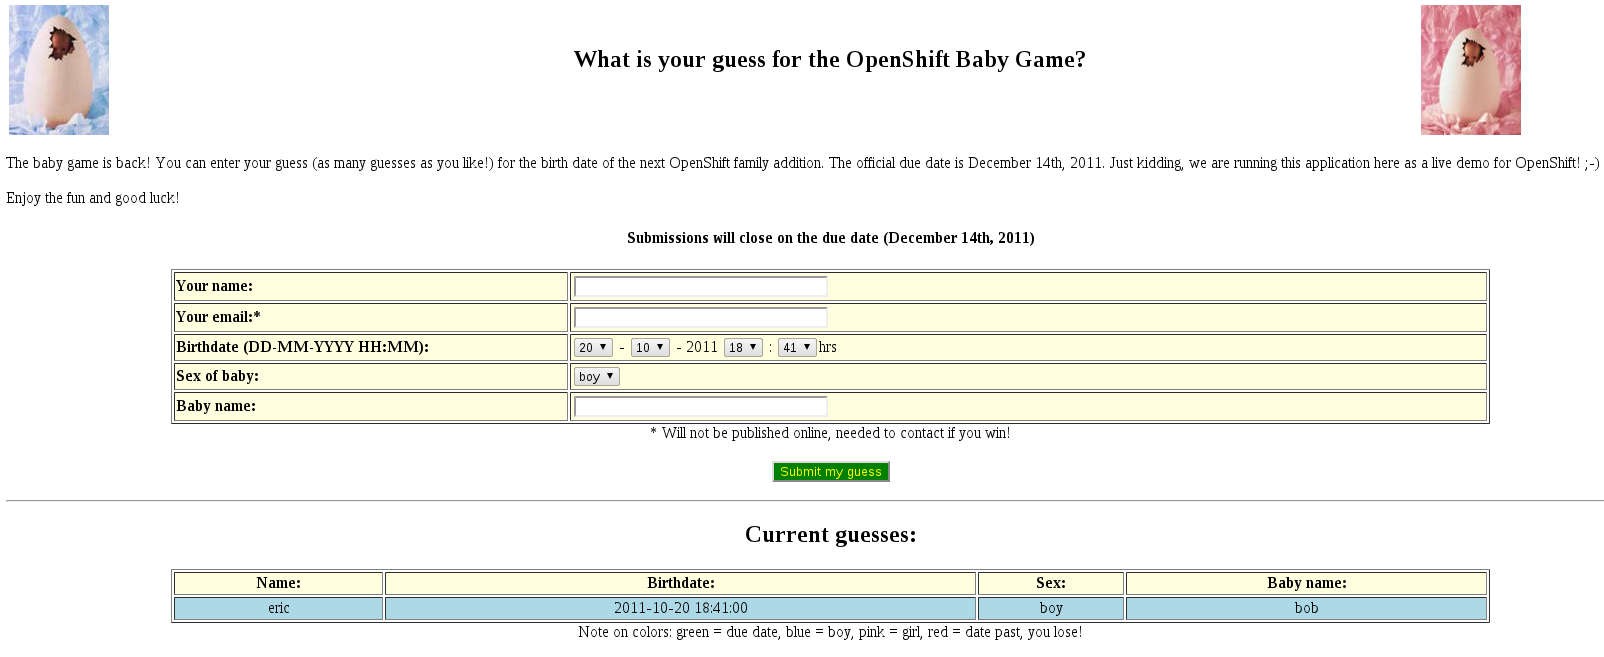 What is your guess for the OpenShift Baby Game?
The baby game is back! You can enter your guess (as many guesses as you like!) for the birth date of the next OpenShift family addition. The official due date is December 14th, 2011. Just kidding, we are running this application here as a live demo for OpenShift! ;-)
Enjoy the fun and good luck!
Submissions will close on the due date (December 14th, 2011)
Your name:
Your email:*
Birthdate (DD-MM-YYYY HH:MM): 20 - 10 - 2011 18 : 41 hrs
Sex of baby: boy
Baby name:
* Will not be published online, needed to contact if you win!
Submit my guess
Current guesses:
Name: Birthdate: Sex: Baby name:
eric 2011-10-20 18:41:00 boy bob
Note on colors: green = due date, blue = boy, pink = girl, red = date past, you lose!